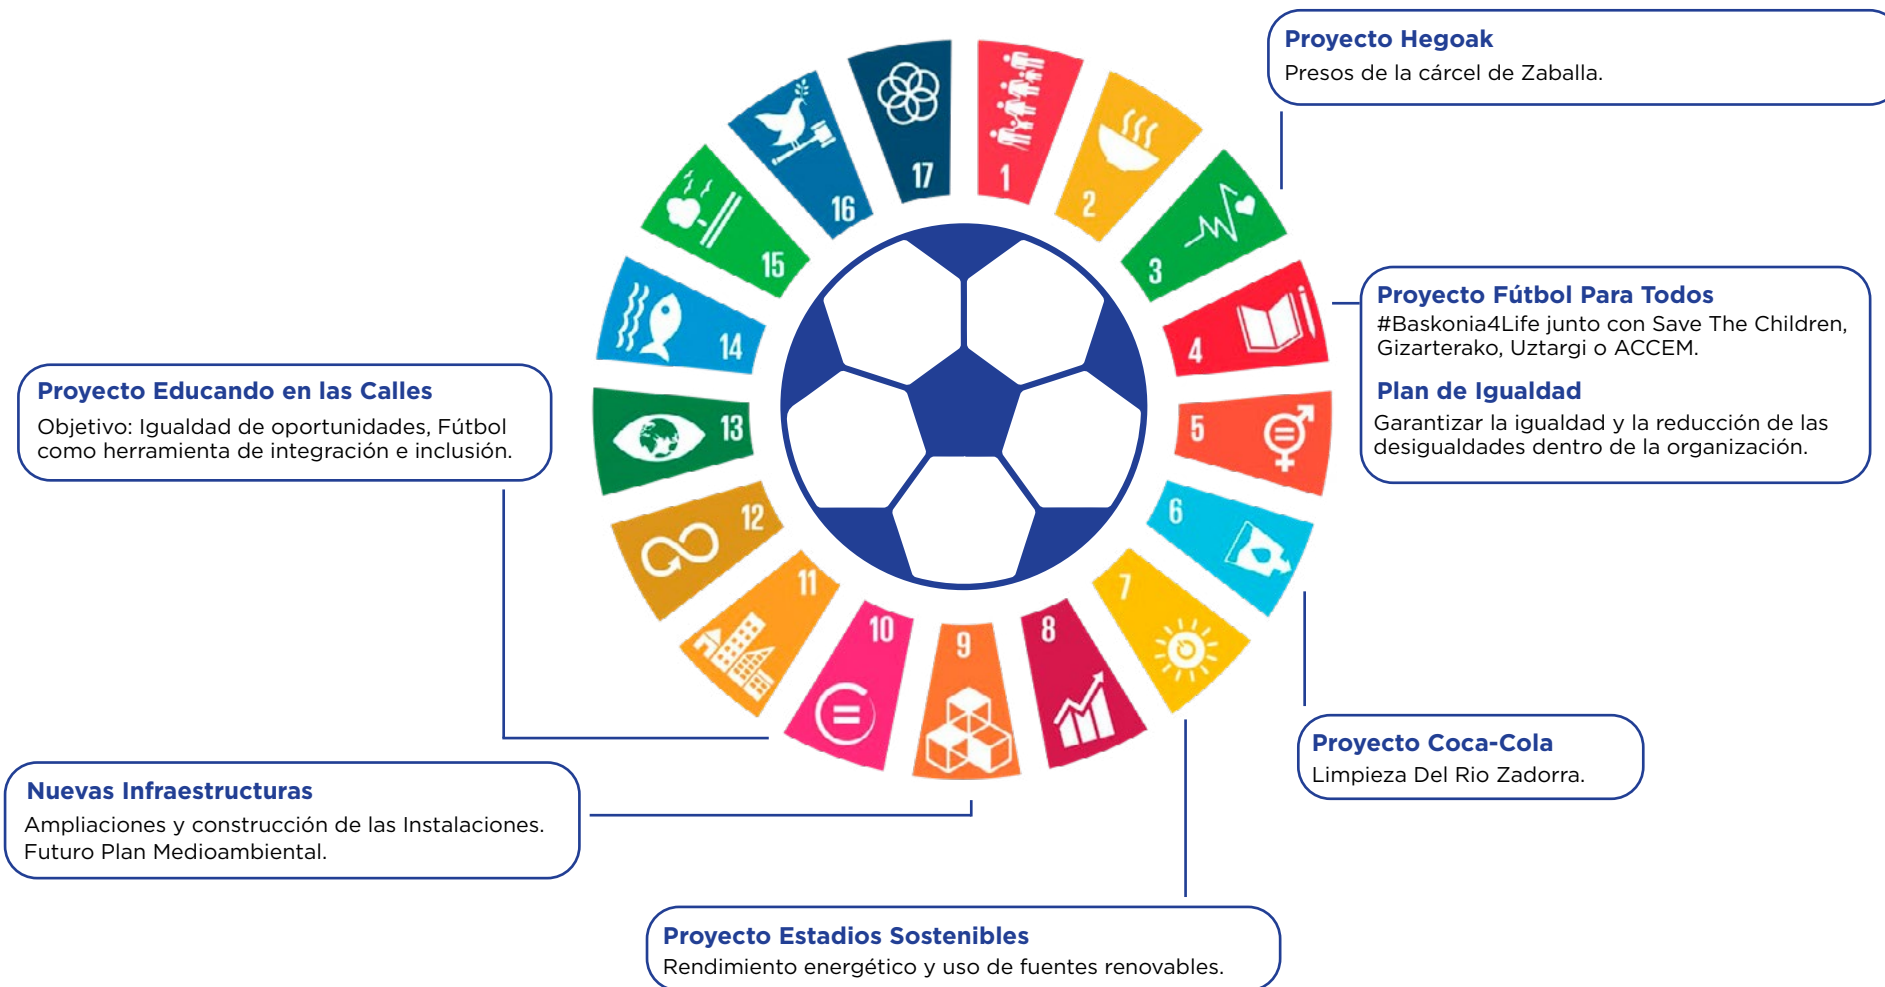 Proyecto Hegoak
Presos de la cárcel de Zaballa.
17
1
16
2
15
3
14
4
13
5
12
6
11
7
10
9
8
Proyecto Fútbol Para Todos
#Baskonia4Life junto con Save The Children,
Gizarterako, Uztargi o ACCEM.
Plan de Igualdad
Garantizar la igualdad y la reducción de las
desigualdades dentro de la organización.
Proyecto Educando en las Calles
Objetivo: Igualdad de oportunidades, Fútbol
como herramienta de integración e inclusión.
Proyecto Coca-Cola
Limpieza Del Rio Zadorra.
Nuevas Infraestructuras
Ampliaciones y construcción de las Instalaciones.
Futuro Plan Medioambiental.
Proyecto Estadios Sostenibles
Rendimiento energético y uso de fuentes renovables.